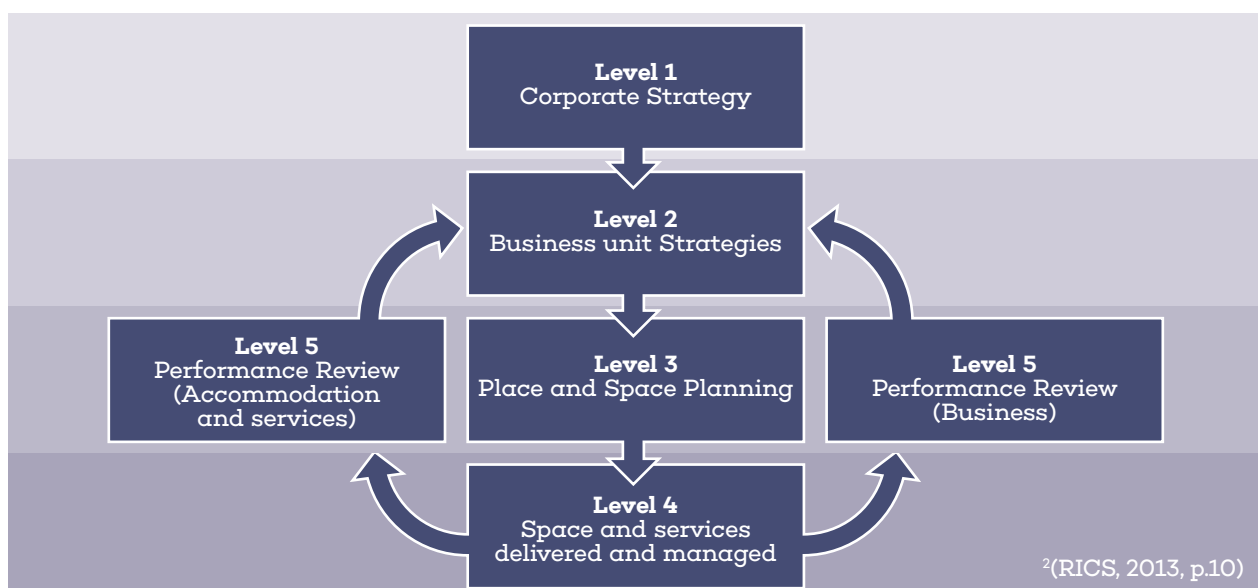 Level 1
Corporate Strategy
Level 2
Business unit Strategies
Level 5
Performance Review
(Accommodation
and services)
Level 3
Place and Space Planning
Level 5
Performance Review
(Business)
Level 4
Space and services
delivered and managed
²(RICS, 2013, p.10)